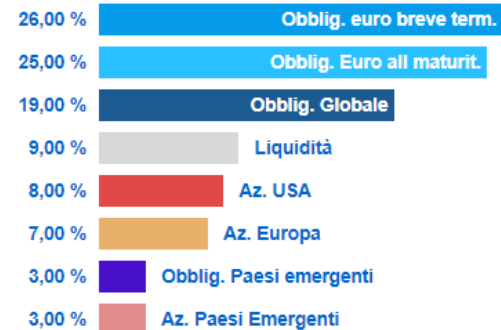 26,00 % Obblig. euro breve term.
25,00 % Obblig. Euro all maturit.
19,00 % Obblig. Globale
9,00 % Liquidità
8,00 % Az. USA
7,00 % Az. Europa
3,00 % Obblig. Paesi emergenti
3,00 % Az. Paesi Emergenti